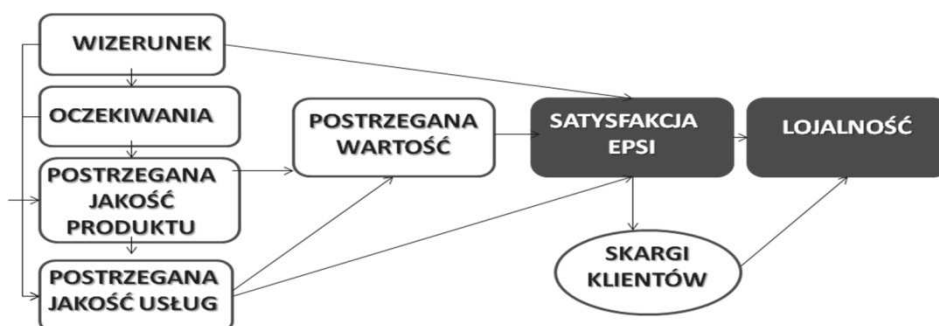 WIZERUNEK
OCZEKIWANIA
POSTRZEGANA
JAKOŚĆ
PRODUKTU
POSTRZEGANA
JAKOŚĆ USŁUG
POSTRZEGANA
WARTOŚĆ
SATYSFAKCJA
EPSI
LOJALNOŚĆ
SKARGI
KLIENTÓW